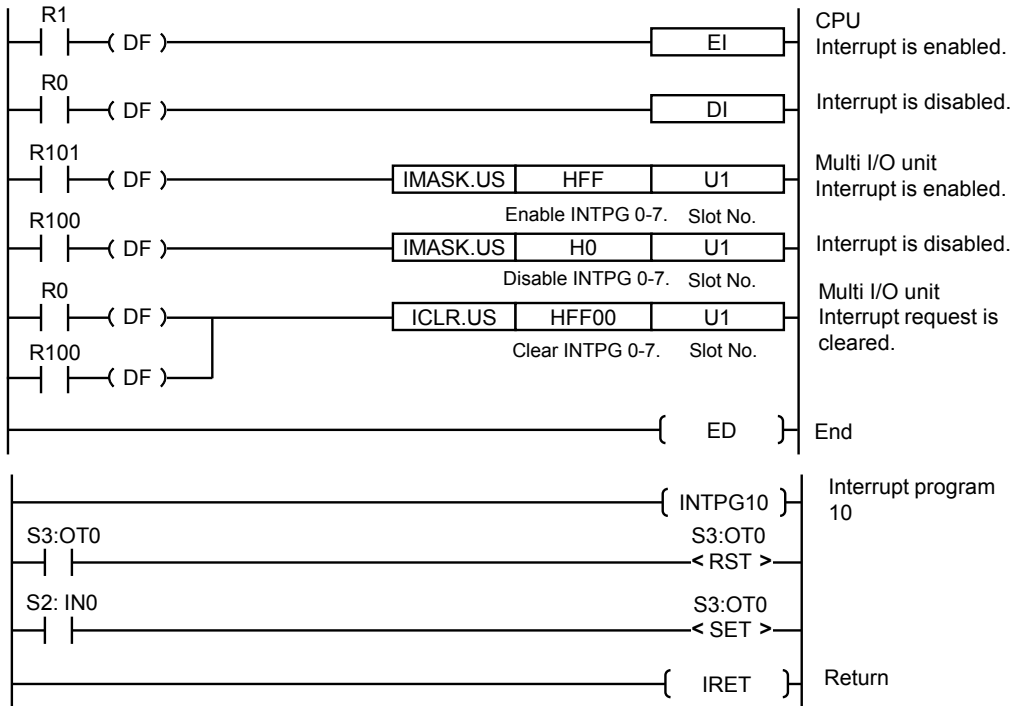 R1
( DF )
EI
CPU
Interrupt is enabled.
R0
( DF )
DI
Interrupt is disabled.
R101
( DF )
IMASK.US HFF U1
Multi I/O unit
Interrupt is enabled.
Enable INTPG 0-7. Slot No.
R100
( DF )
IMASK.US H0 U1
Interrupt is disabled.
Disable INTPG 0-7. Slot No.
R0
( DF )
ICLR.US HFF00 U1
Multi I/O unit
Interrupt request is
cleared.
Clear INTPG 0-7. Slot No.
R100
( DF )
ED
End
INTPG10
Interrupt program
10
S3:OT0
S3:OT0
< RST >
S2: IN0
S3:OT0
< SET >
IRET
Return